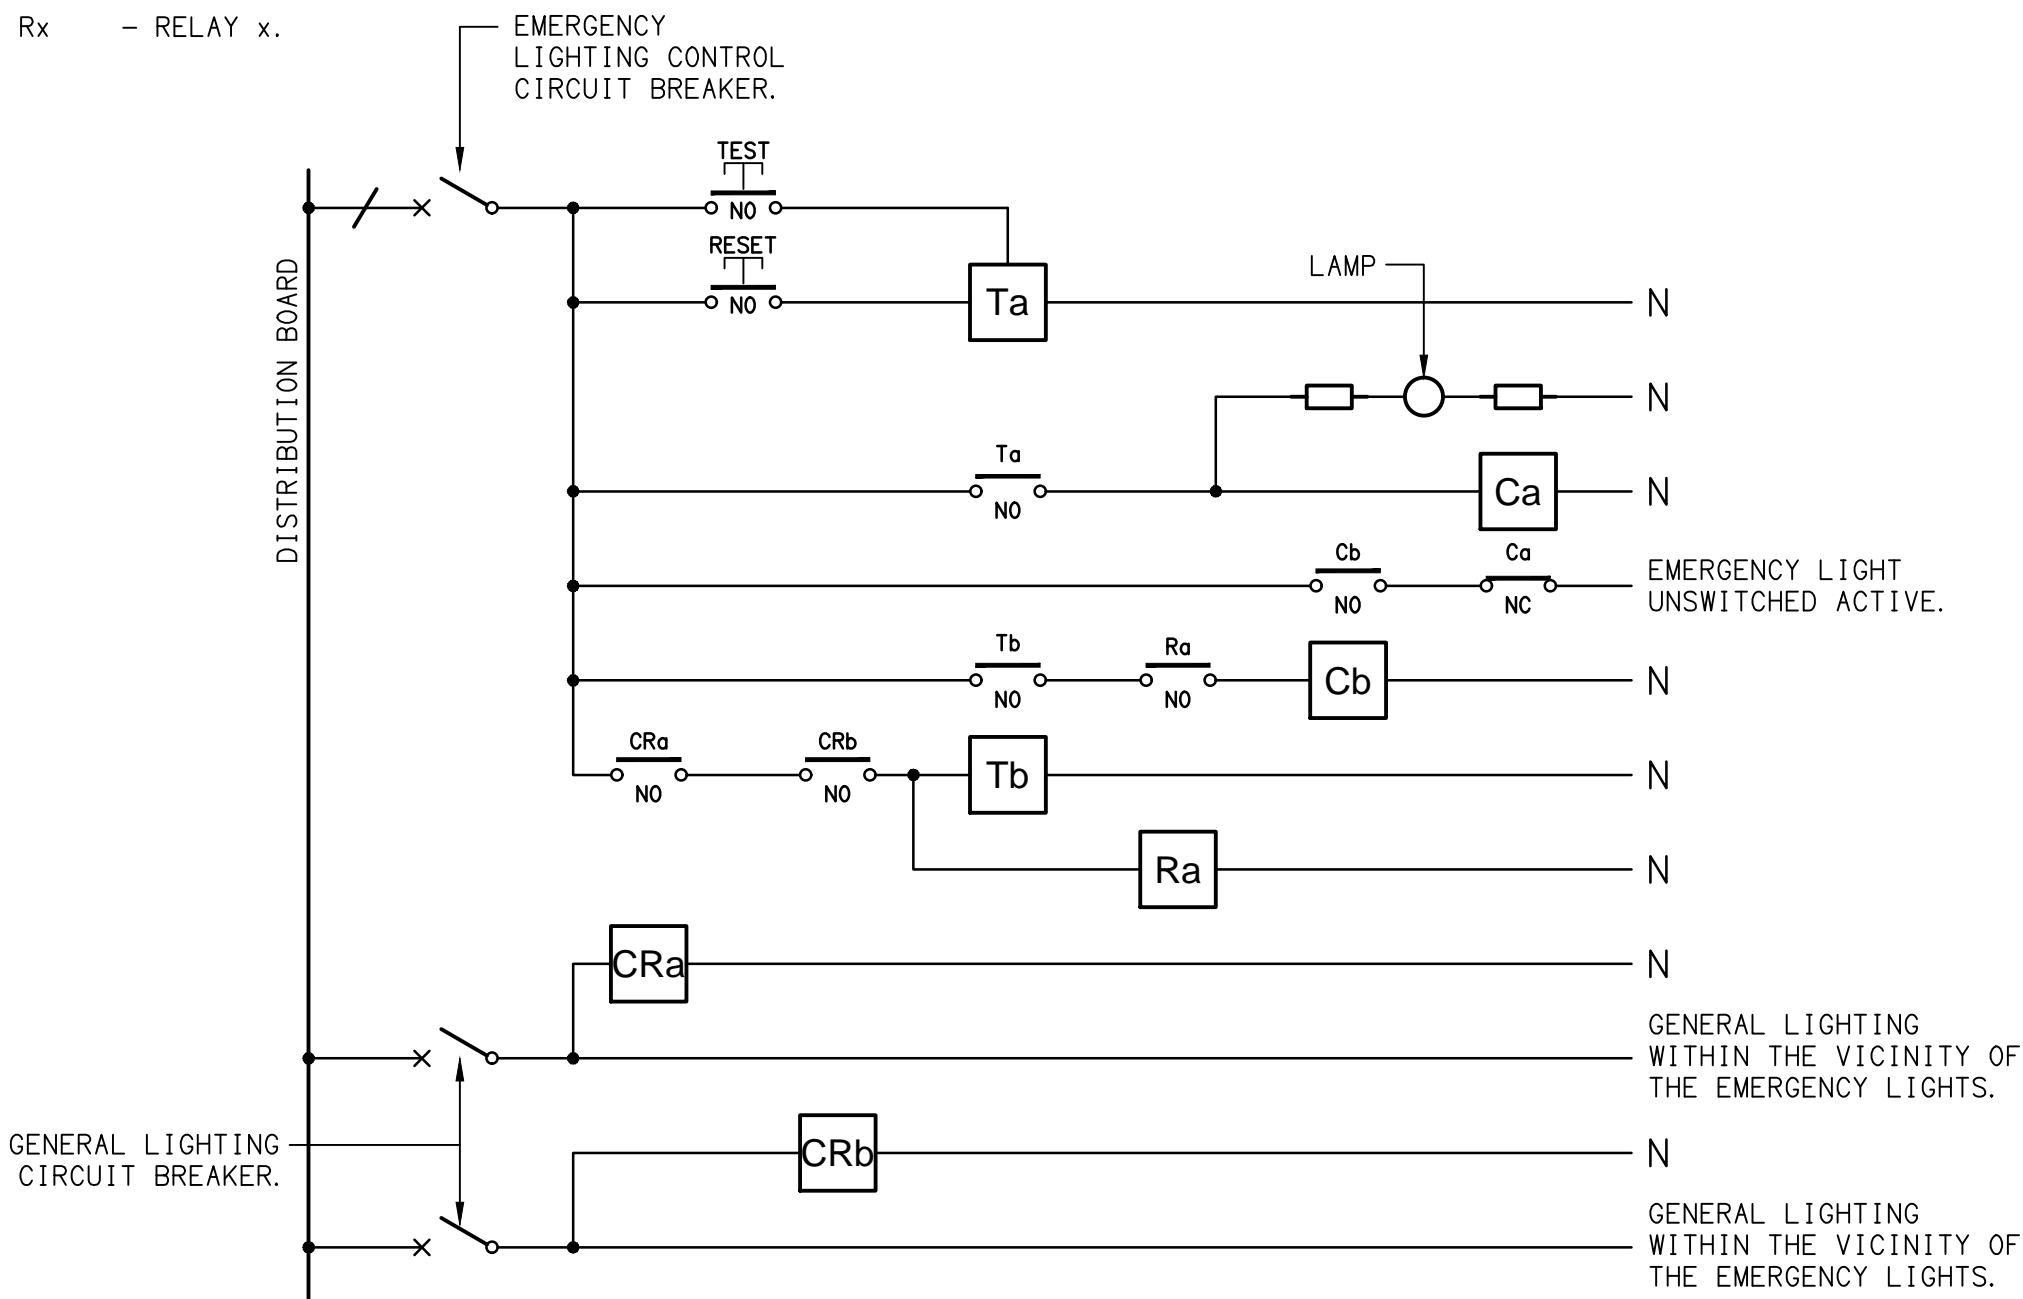 Rx – RELAY x.
EMERGENCY
LIGHTING CONTROL
CIRCUIT BREAKER.
TEST
NO
RESET
NO
Ta
N
LAMP
N
DISTRIBUTION BOARD
Ta
NO
Ca
N
Cb
NO
Ca
NC
EMERGENCY LIGHT
UNSWITCHED ACTIVE.
Tb
NO
Ra
NO
Cb
N
CRa
NO
CRb
NO
Tb
N
Ra
N
CRa
N
GENERAL LIGHTING
WITHIN THE VICINITY OF
THE EMERGENCY LIGHTS.
GENERAL LIGHTING
CIRCUIT BREAKER.
CRb
N
GENERAL LIGHTING
WITHIN THE VICINITY OF
THE EMERGENCY LIGHTS.